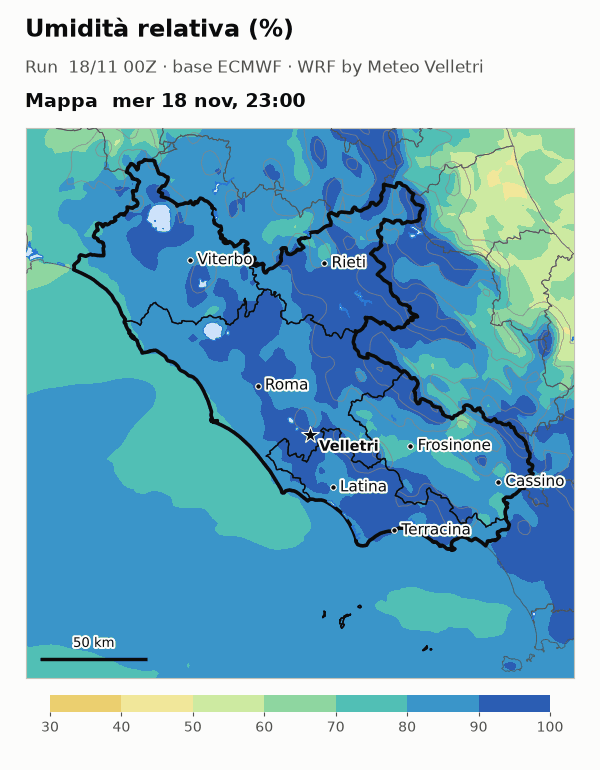 Umidità relativa (%)
Run  18/11 00Z · base ECMWF · WRF by Meteo Velletri
Mappa  mer 18 nov, 23:00
Viterbo
Rieti
Roma
Velletri
Frosinone
Latina
Cassino
Terracina
50 km
30 40 50 60 70 80 90 100